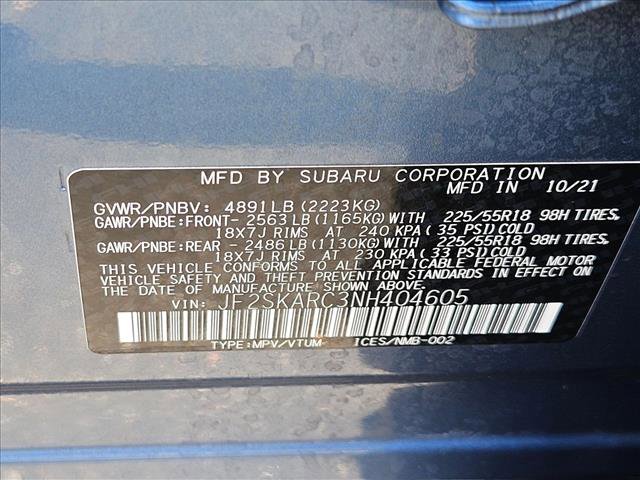 MFD BY SUBARU CORPORATION
MFD IN 10/21
GVWR/PNBV: 4891LB (2223KG)
GAWR/PNBE:FRONT- 2563LB(1165KG)WITH 225/55R18 98H TIRES,
18X7J RIMS AT 240 KPA(35 PSI)COLD
GAWR/PNBE:REAR - 2486LB(1130KG)WITH 225/55R18 98H TIRES,
18X7J RIMS AT 230 KPA(33 PSI)COLD
THIS VEHICLE CONFORMS TO ALL APPLICABLE FEDERAL MOTOR
VEHICLE SAFETY AND THEFT PREVENTION STANDARDS IN EFFECT ON
THE DATE OF MANUFACTURE SHOWN ABOVE.
VIN: JF2SKARC3NH404605
TYPE:MPV/VTUM- ICES/NMB-002